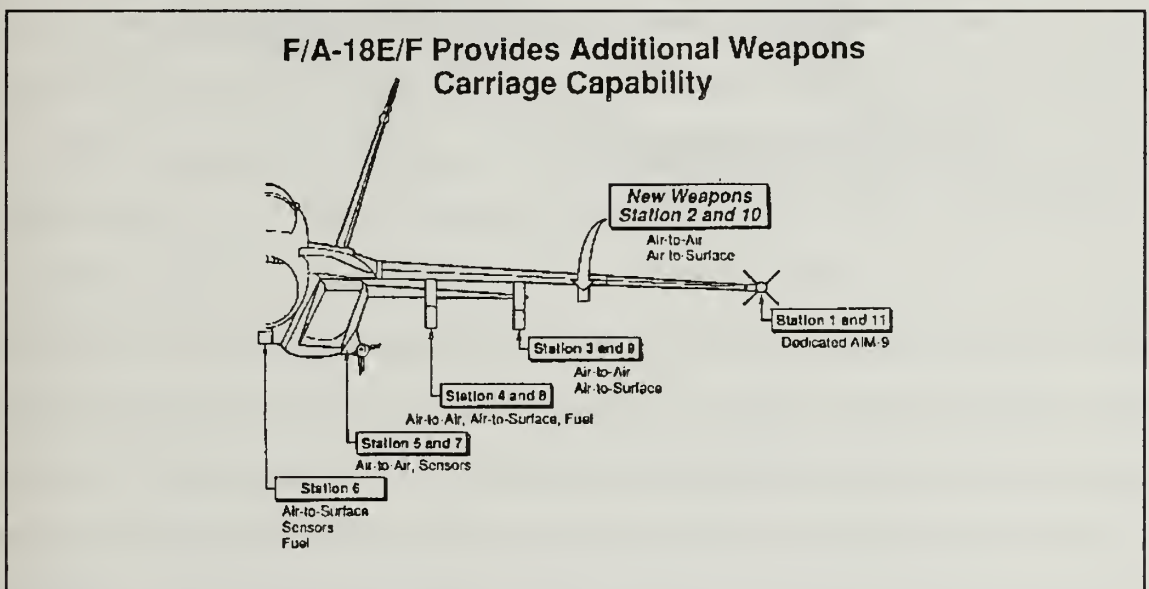 F/A-18E/F Provides Additional Weapons
Carriage Capability
New Weapons
Station 2 and 10
Air-to-Air
Air-to-Surface
Station 1 and 11
Dedicated AIM-9
Station 3 and 9
Air-to-Air
Air-to-Surface
Station 4 and 8
Air-to-Air, Air-to-Surface, Fuel
Station 5 and 7
Air-to-Air, Sensors
Station 6
Air-to-Surface
Sensors
Fuel